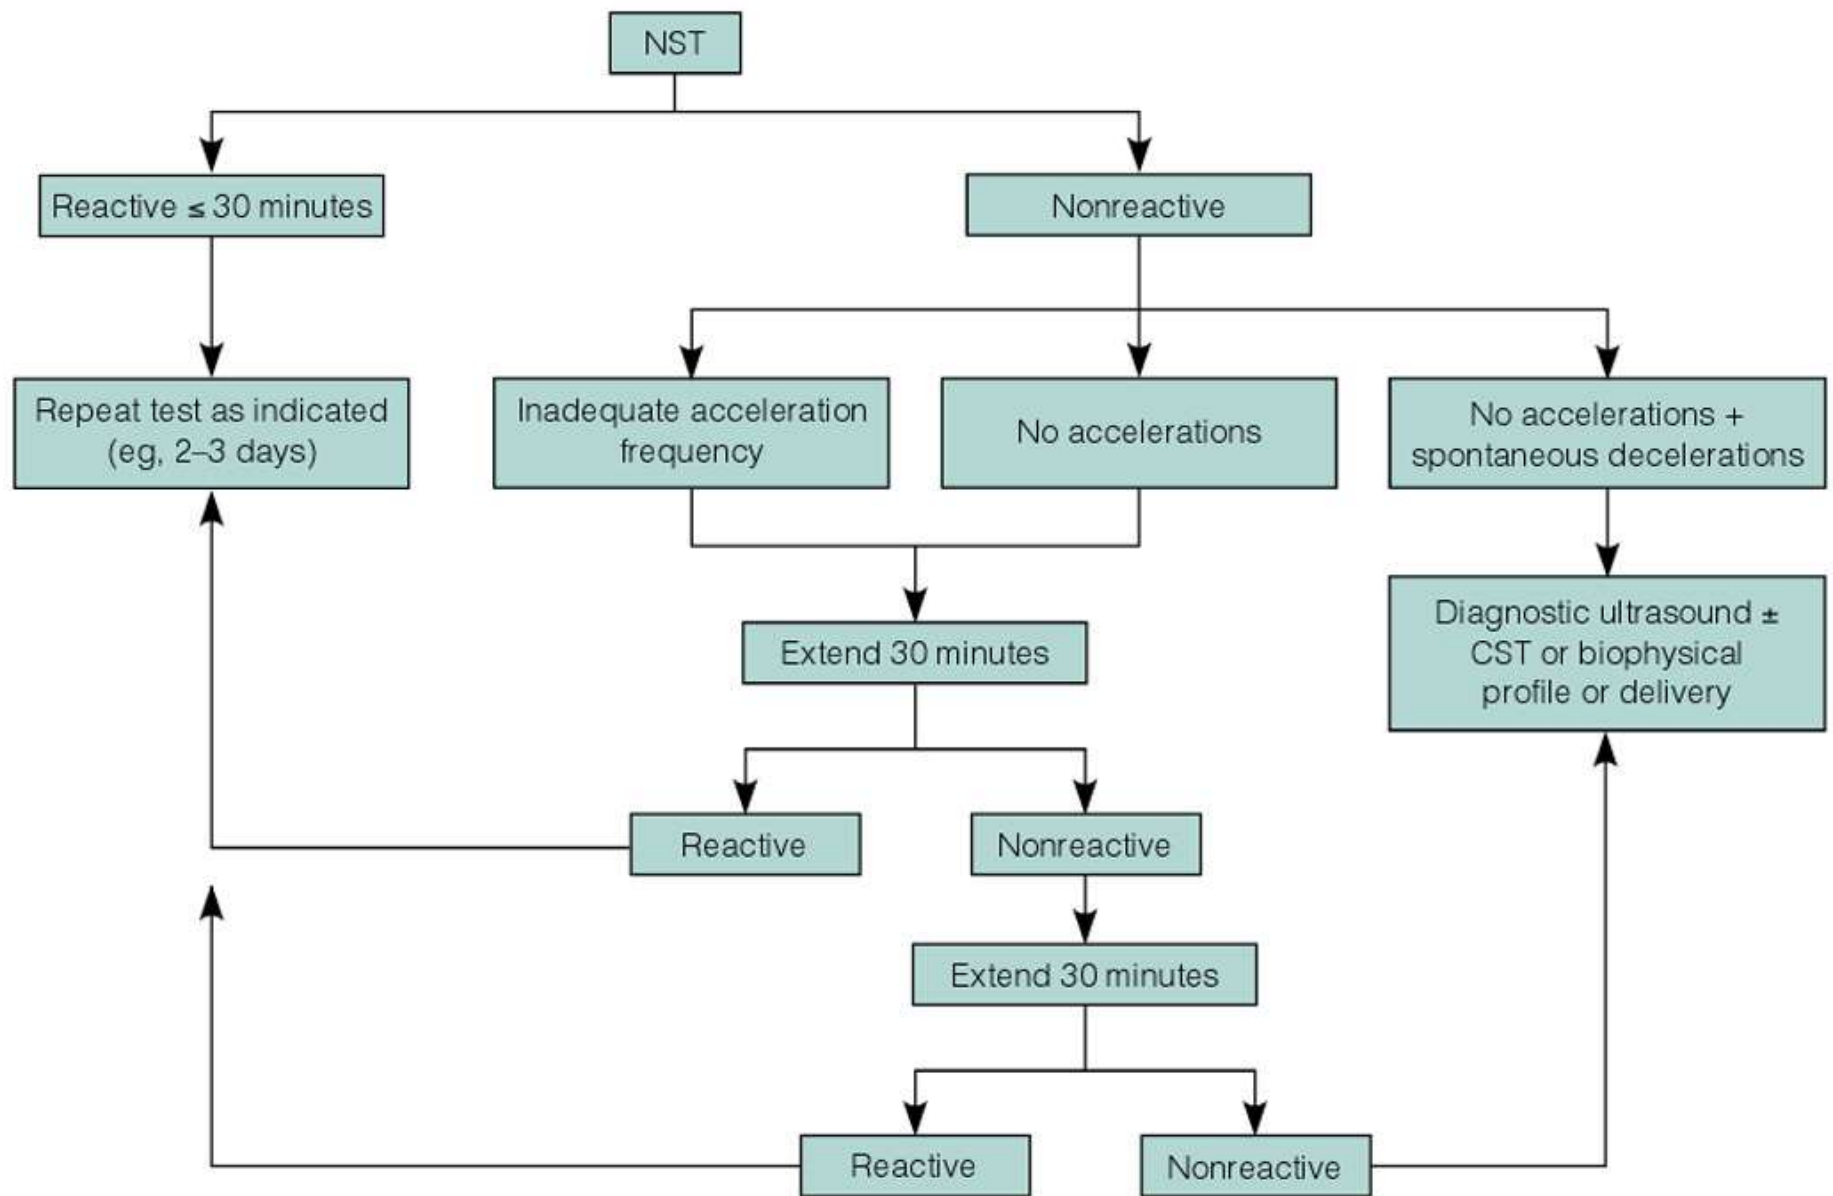 NST
Reactive ≤ 30 minutes
Nonreactive
Repeat test as indicated
(eg, 2–3 days)
Inadequate acceleration
frequency
No accelerations
No accelerations +
spontaneous decelerations
Extend 30 minutes
Diagnostic ultrasound ±
CST or biophysical
profile or delivery
Reactive
Nonreactive
Extend 30 minutes
Reactive
Nonreactive